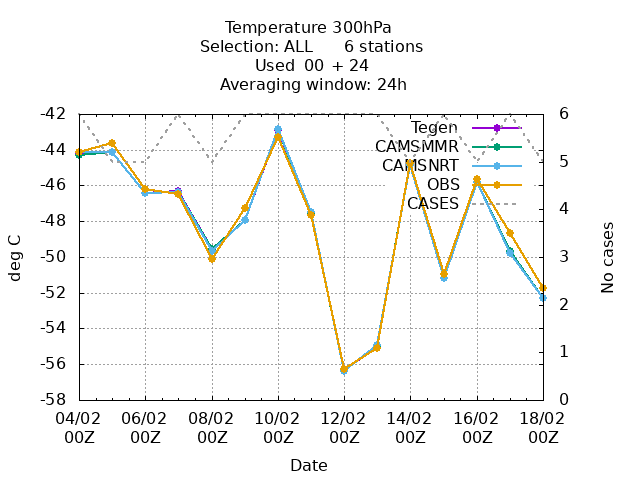 Temperature 300hPa
Selection: ALL 6 stations
Used 00 + 24
Averaging window: 24h
-42
-44
-46
-48
-50
-52
-54
-56
-58
6
5
4
3
2
1
0
Tegen
CAMSMMR
CAMSNRT
OBS
CASES
deg C
No cases
04/02 06/02 08/02 10/02 12/02 14/02 16/02 18/02
00Z 00Z 00Z 00Z 00Z 00Z 00Z 00Z
Date